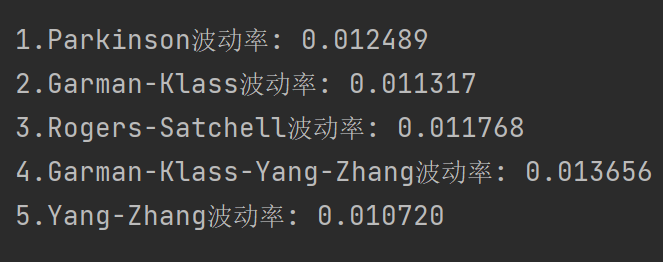 1.Parkinson波动率: 0.012489
2.Garman-Klass波动率: 0.011317
3.Rogers-Satchell波动率: 0.011768
4.Garman-Klass-Yang-Zhang波动率: 0.013656
5.Yang-Zhang波动率: 0.010720